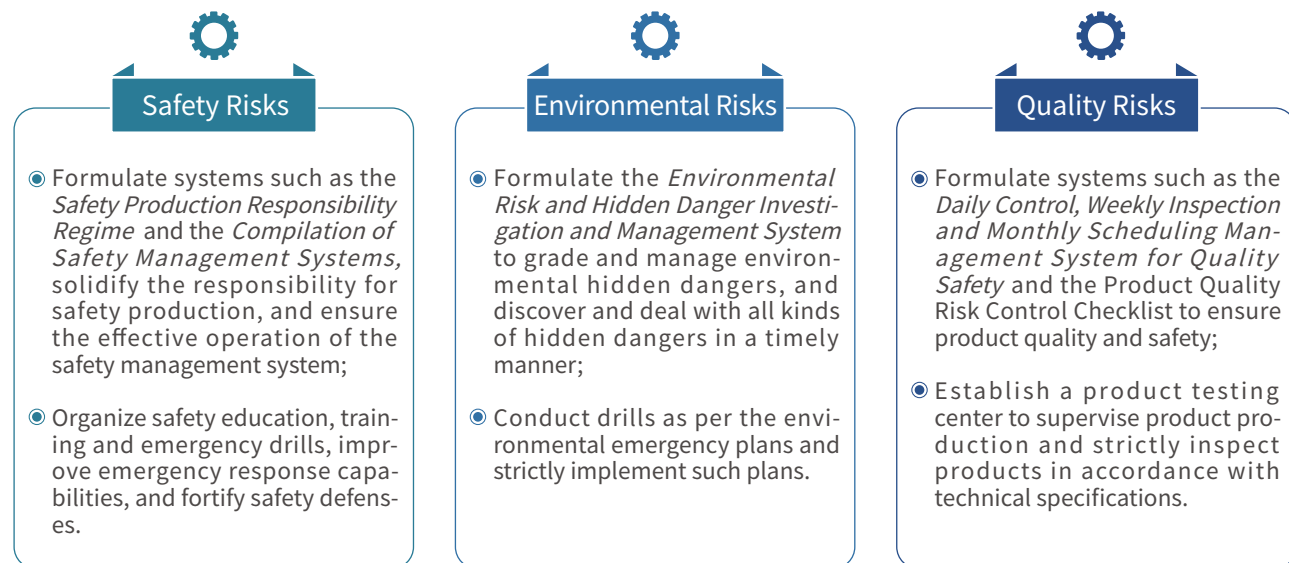 Safety Risks
Formulate systems such as the
Safety Production Responsibility
Regime and the Compilation of
Safety Management Systems,
solidify the responsibility for
safety production, and ensure
the effective operation of the
safety management system;
Organize safety education, train-
ing and emergency drills, impr-
ove emergency response capa-
bilities, and fortify safety defens-
es.
Environmental Risks
Formulate the Environmental
Risk and Hidden Danger Investi-
gation and Management System
to grade and manage environ-
mental hidden dangers, and
discover and deal with all kinds
of hidden dangers in a timely
manner;
Conduct drills as per the envi-
ronmental emergency plans and
strictly implement such plans.
Quality Risks
Formulate systems such as the
Daily Control, Weekly Inspection
and Monthly Scheduling Man-
agement System for Quality
Safety and the Product Quality
Risk Control Checklist to ensure
product quality and safety;
Establish a product testing
center to supervise product pro-
duction and strictly inspect
products in accordance with
technical specifications.